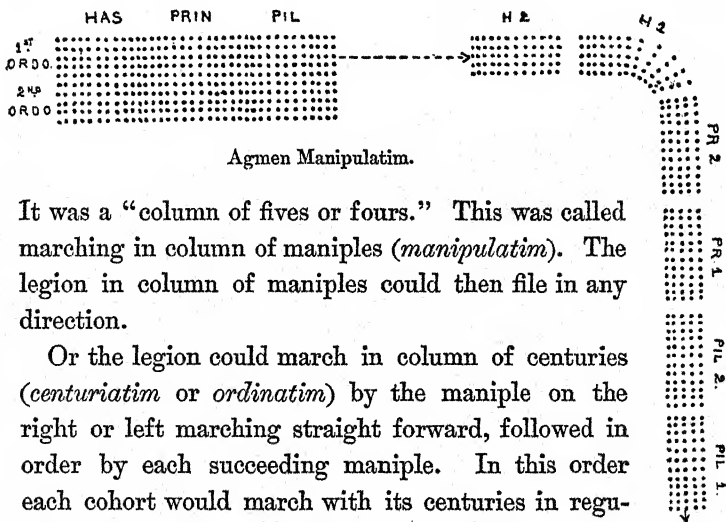 HAS PRIN PIL H 2 H 2
1ST
ORDO.
2ND
ORDO
PR 2
PR 1
PIL 2.
PIL 1.
Agmen Manipulatim.
It was a “column of fives or fours.” This was called
marching in column of maniples (manipulatim). The
legion in column of maniples could then file in any
direction.
Or the legion could march in column of centuries
(centuriatim or ordinatim) by the maniple on the
right or left marching straight forward, followed in
order by each succeeding maniple. In this order
each cohort would march with its centuries in regu-